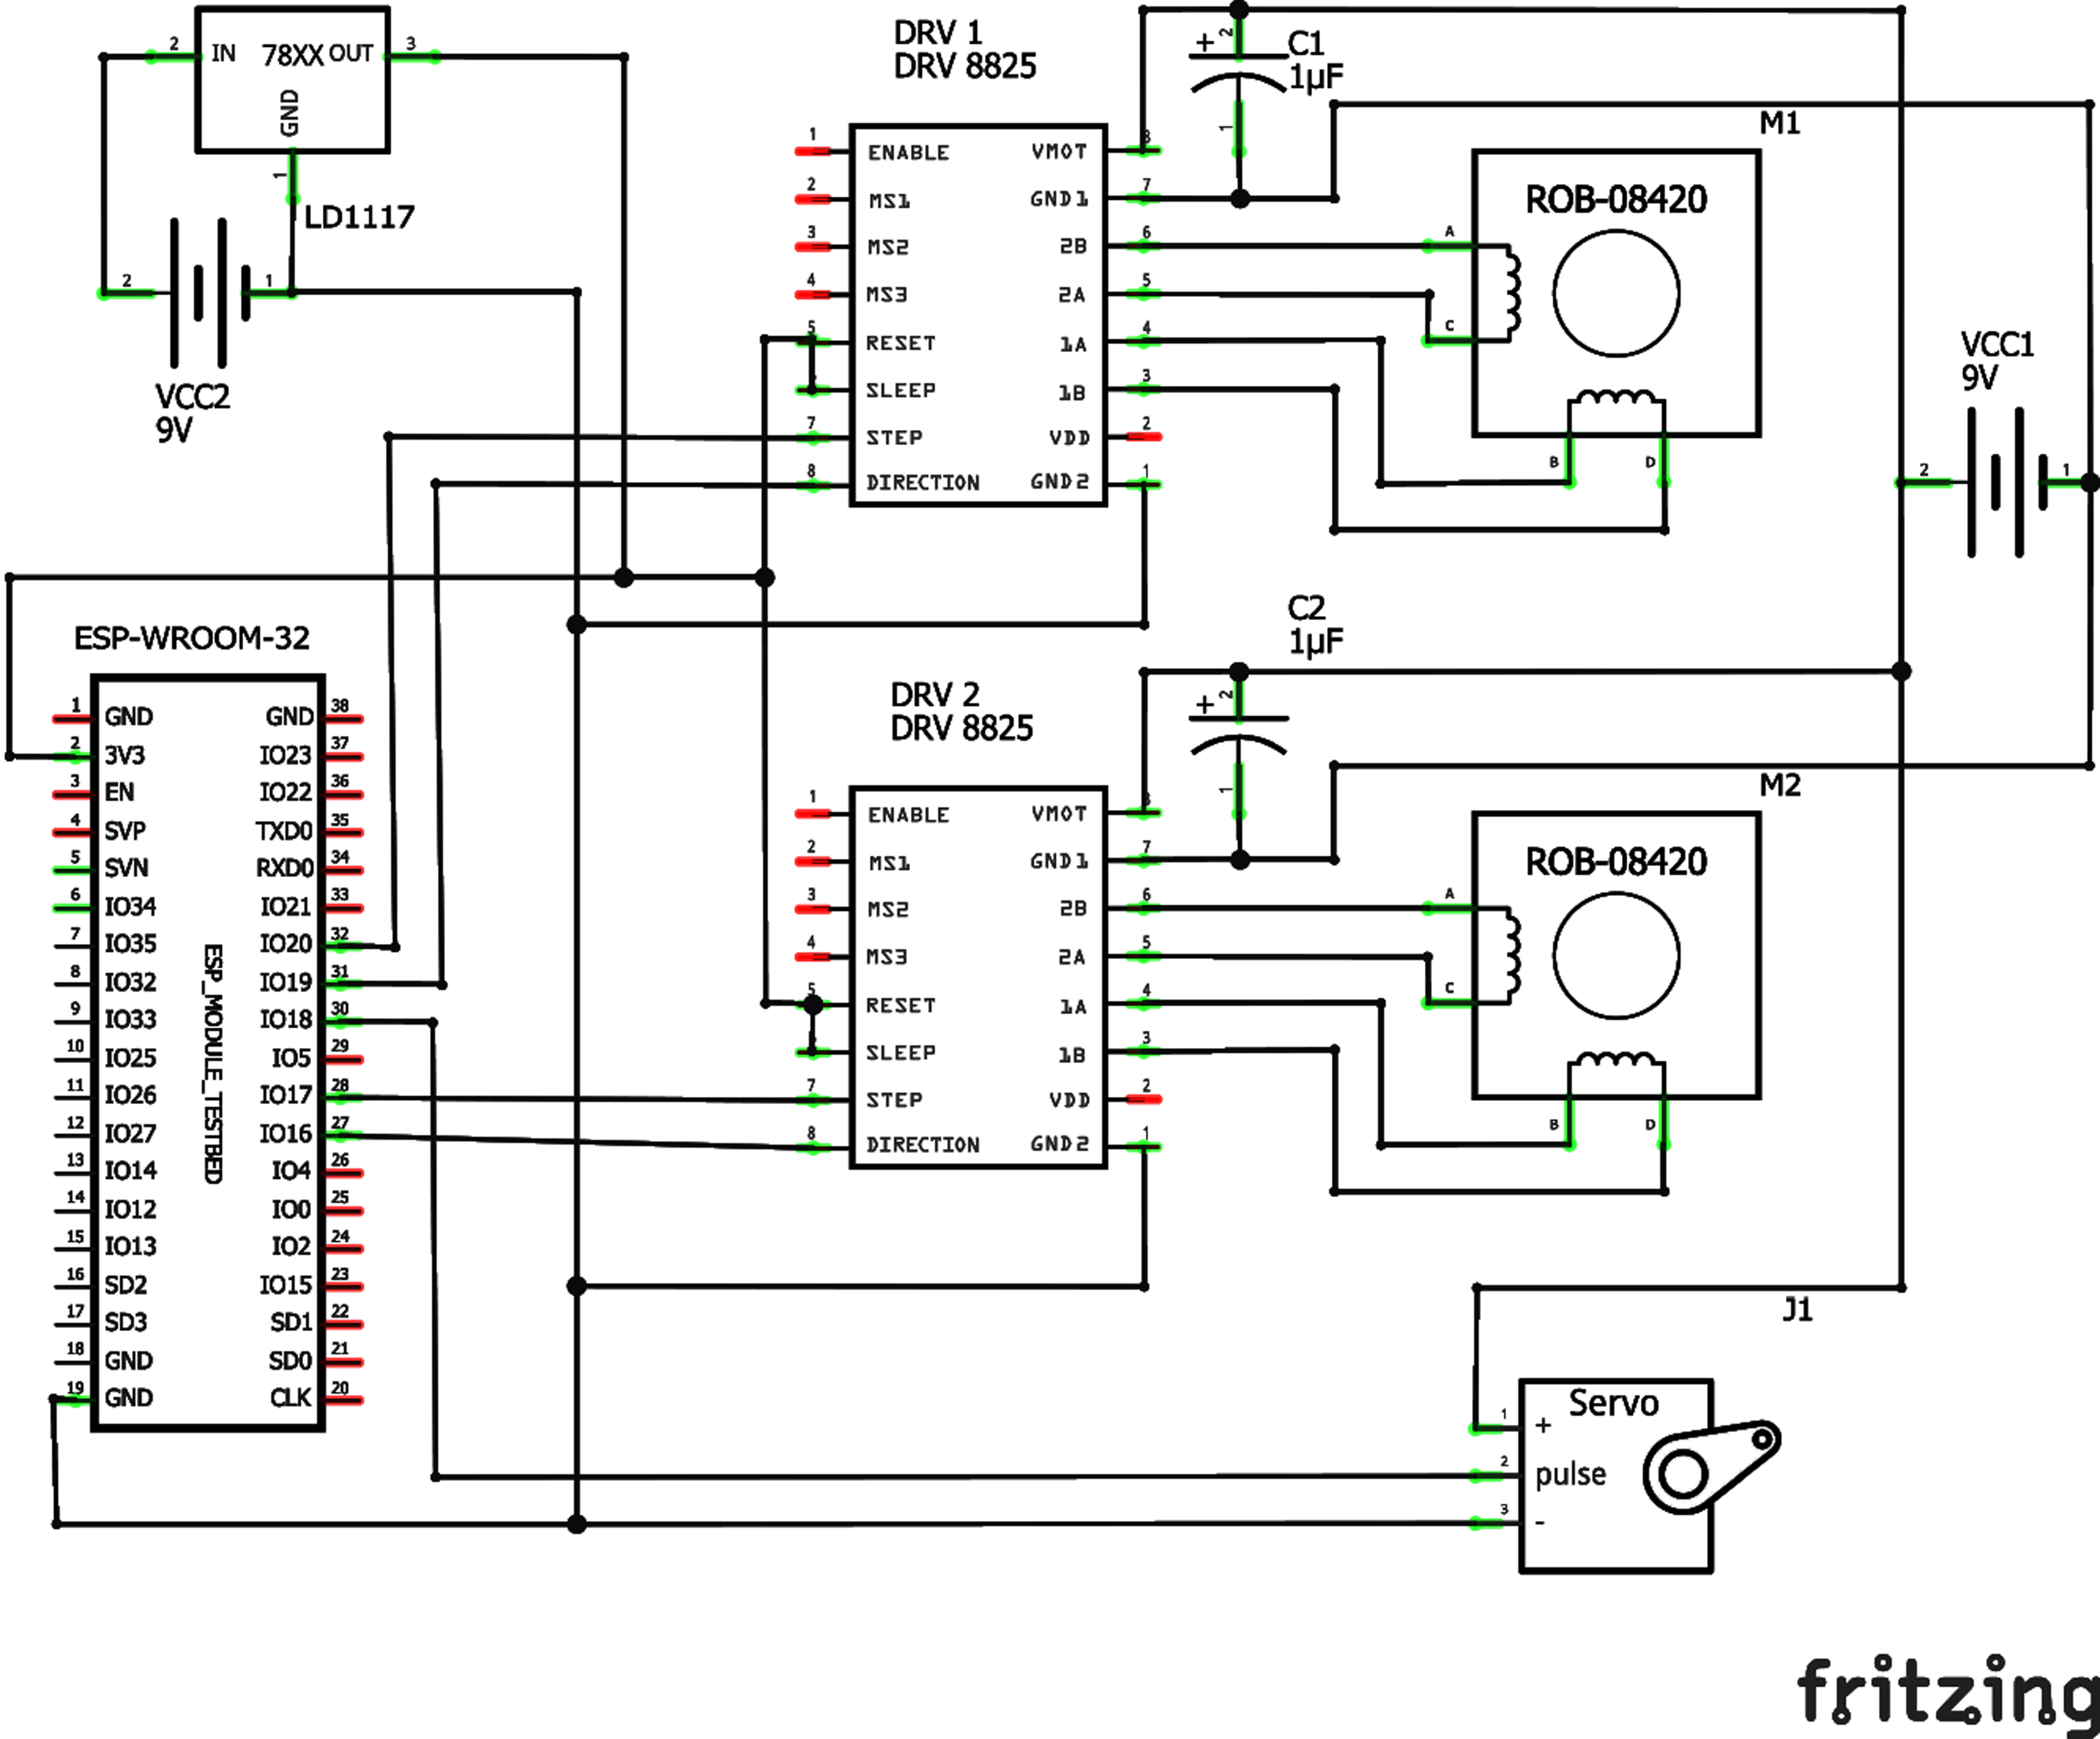 2
IN
78XX
OUT
3
GND
1
LD1117
2
1
VCC2
9V
DRV 1
DRV 8825
1
ENABLE
2
MS1
3
MS2
4
MS3
5
RESET
SLEEP
7
STEP
8
DIRECTION
VMOT
8
GND1
7
2B
6
2A
5
1A
4
1B
3
VDD
2
GND2
1
+
2
C1
1µF
1
M1
ROB-08420
A
C
B
D
VCC1
9V
2
1
ESP-WROOM-32
1 GND
2 3V3
3 EN
4 SVP
5 SVN
6 IO34
7 IO35
8 IO32
9 IO33
10 IO25
11 IO26
12 IO27
13 IO14
14 IO12
15 IO13
16 SD2
17 SD3
18 GND
19 GND
ESP_MODULE_TESTBED
GND 38
IO23 37
IO22 36
TXD0 35
RXD0 34
IO21 33
IO20 32
IO19 31
IO18 30
IO5 29
IO17 28
IO16 27
IO4 26
IO0 25
IO2 24
IO15 23
SD1 22
SD0 21
CLK 20
DRV 2
DRV 8825
1
ENABLE
2
MS1
3
MS2
4
MS3
5
RESET
SLEEP
7
STEP
8
DIRECTION
VMOT
8
GND1
7
2B
6
2A
5
1A
4
1B
3
VDD
2
GND2
1
C2
1µF
+
2
1
M2
ROB-08420
A
C
B
D
J1
Servo
1
+
2
pulse
3
-
fritzing